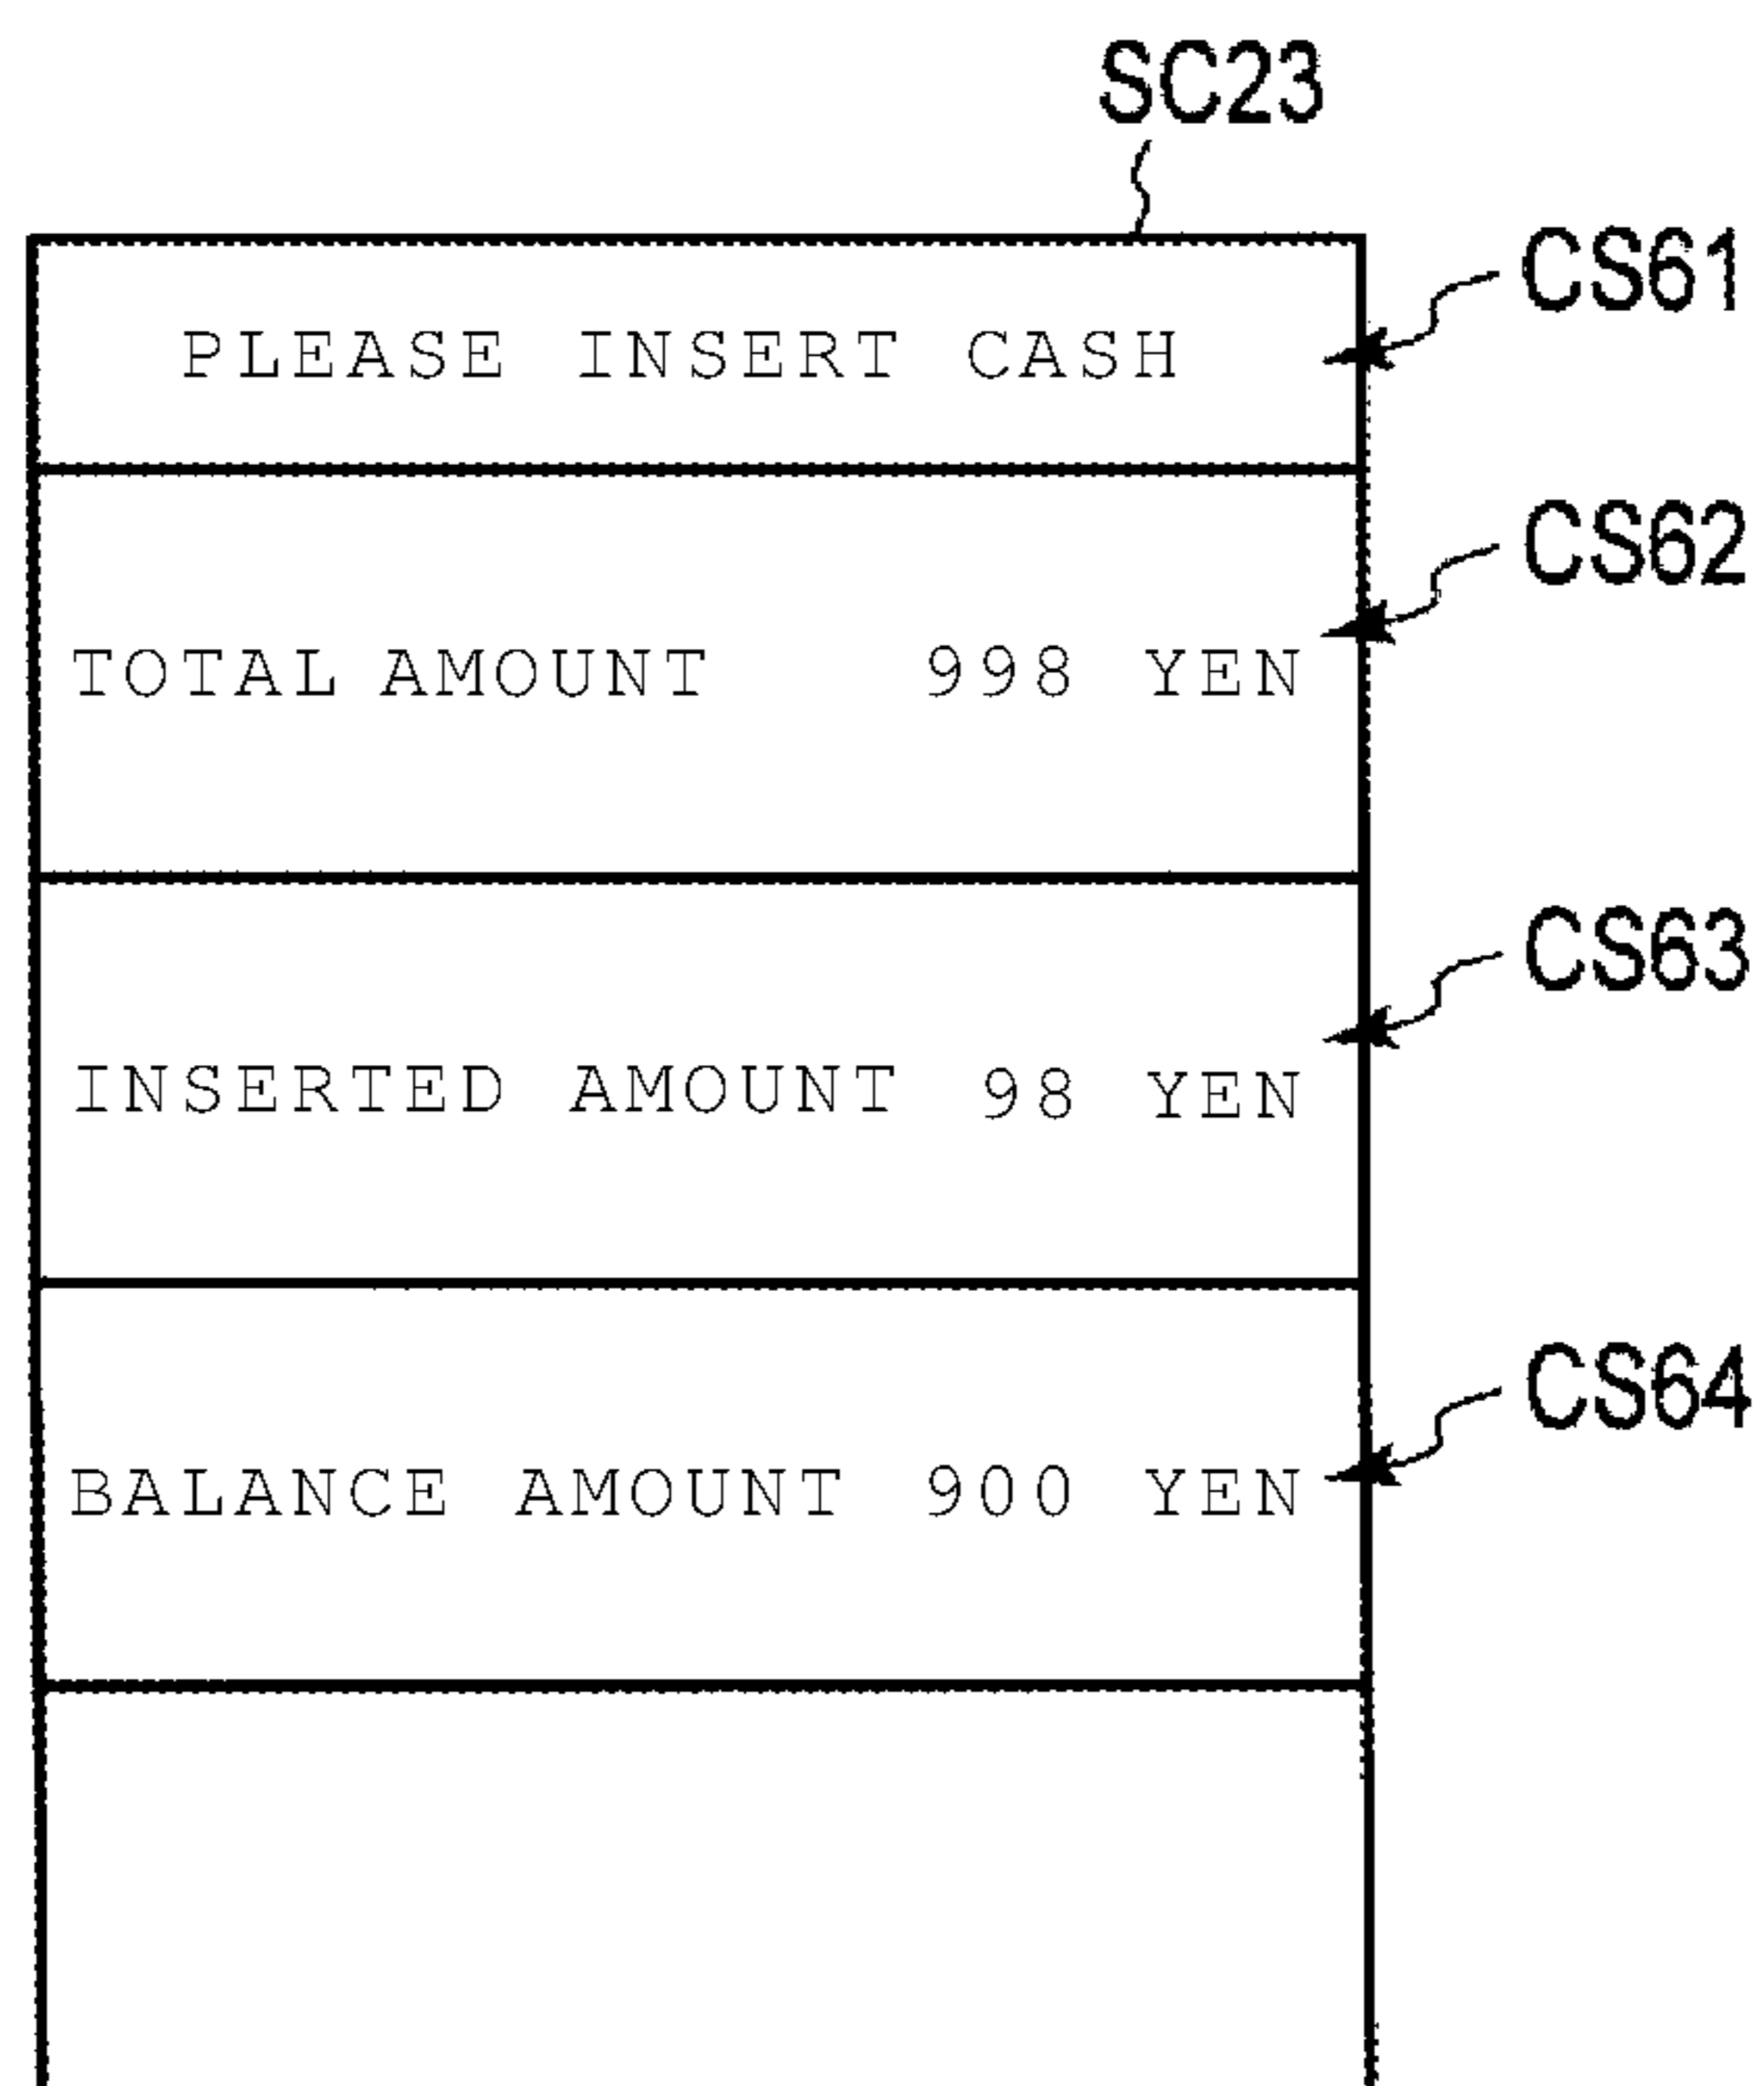 SC23
CS61
PLEASE INSERT CASH
CS62
TOTAL AMOUNT 998 YEN
CS63
INSERTED AMOUNT 98 YEN
CS64
BALANCE AMOUNT 900 YEN